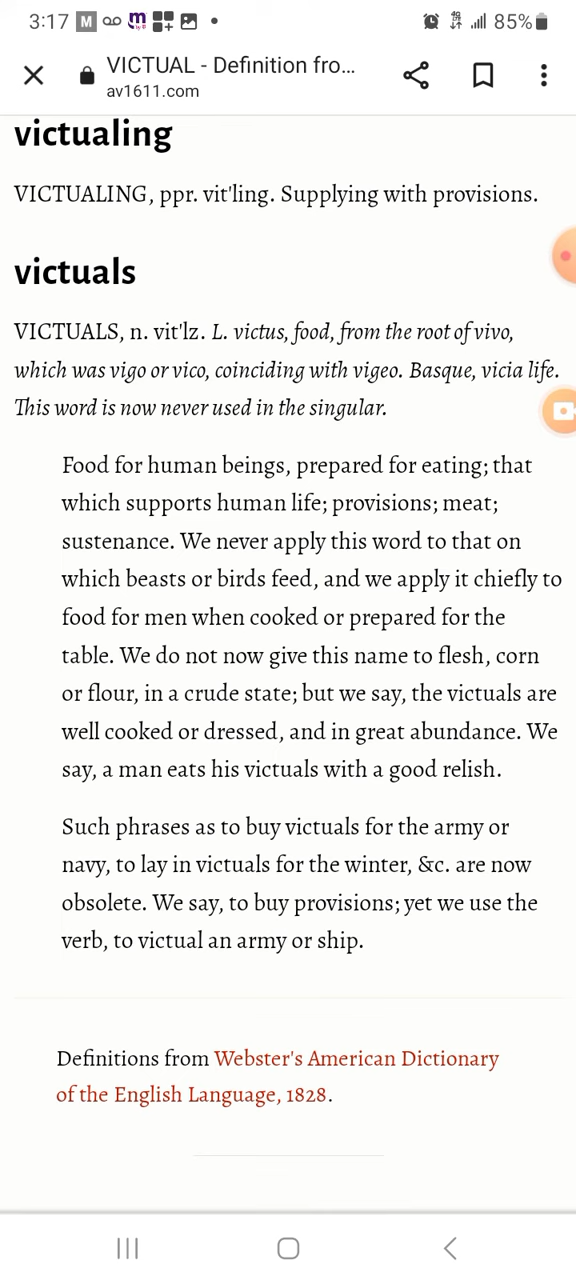 3:17 M
85%
VICTUAL - Definition fro...
av1611.com
victualing
VICTUALING, ppr. vit'ling. Supplying with provisions.
victuals
VICTUALS, n. vit'lz. L. victus, food, from the root of vivo,
which was vigo or vico, coinciding with vigeo. Basque, vicia life.
This word is now never used in the singular.
Food for human beings, prepared for eating; that
which supports human life; provisions; meat;
sustenance. We never apply this word to that on
which beasts or birds feed, and we apply it chiefly to
food for men when cooked or prepared for the
table. We do not now give this name to flesh, corn
or flour, in a crude state; but we say, the victuals are
well cooked or dressed, and in great abundance. We
say, a man eats his victuals with a good relish.
Such phrases as to buy victuals for the army or
navy, to lay in victuals for the winter, &c. are now
obsolete. We say, to buy provisions; yet we use the
verb, to victual an army or ship.
Definitions from Webster's American Dictionary
of the English Language, 1828.